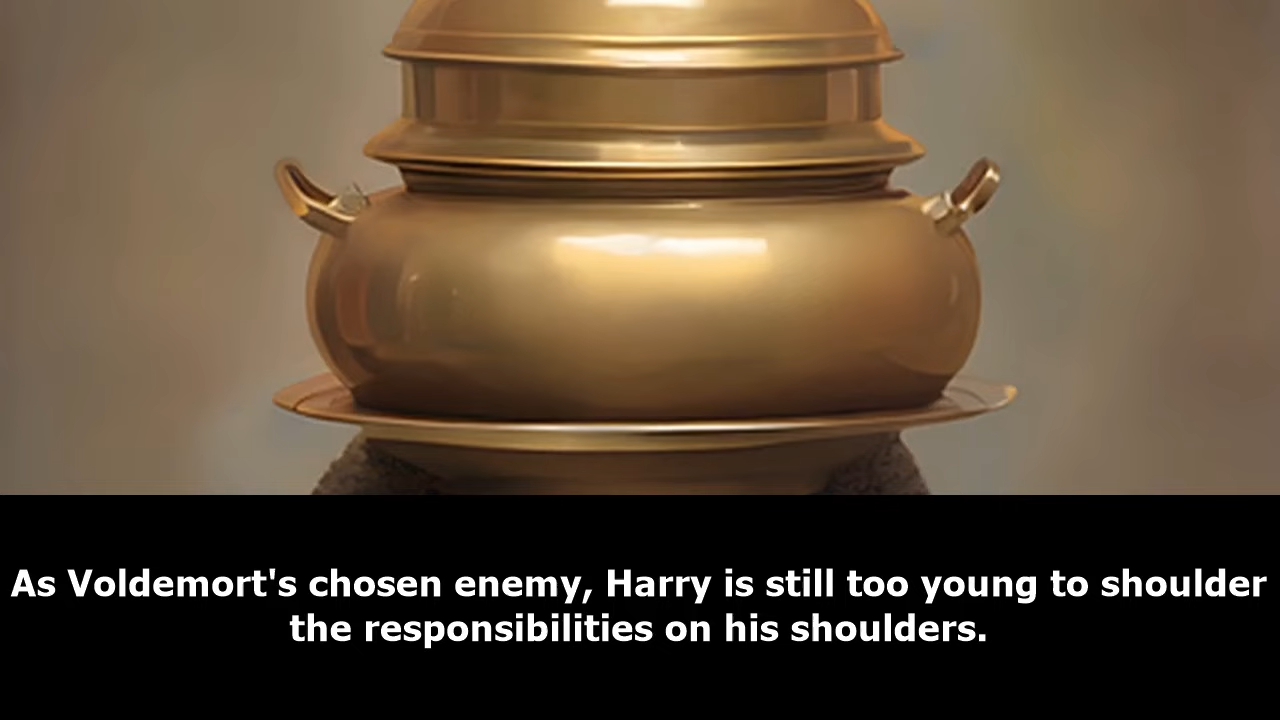 As Voldemort's chosen enemy, Harry is still too young to shoulder
the responsibilities on his shoulders.